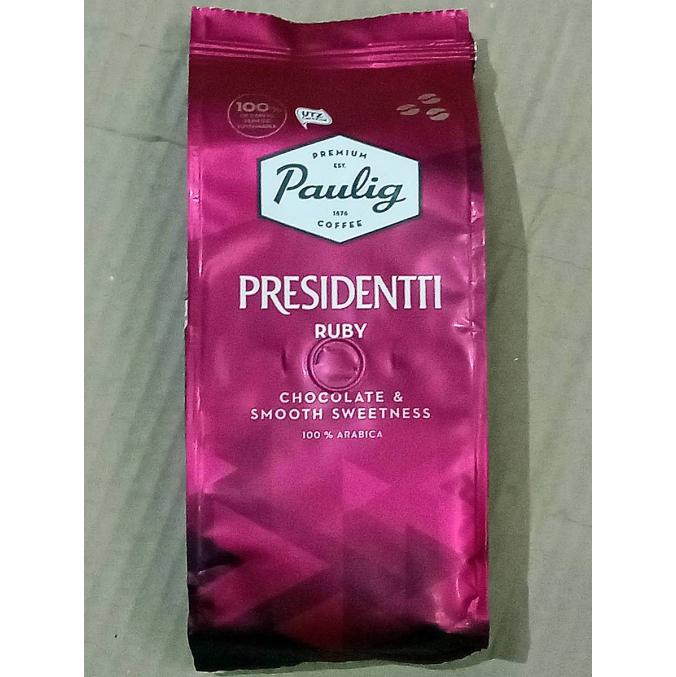 100%
UTZ
PREMIUM
EST.
Paulig
1876
COFFEE
PRESIDENTTI
RUBY
CHOCOLATE &
SMOOTH SWEETNESS
100 % ARABICA